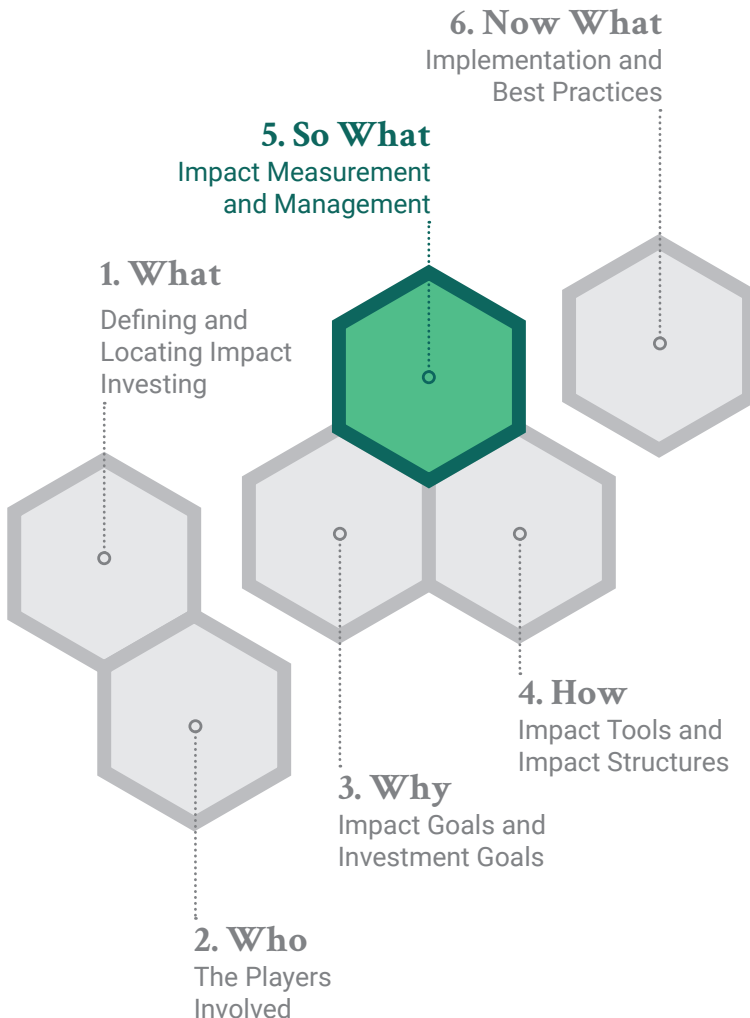 6. Now What
Implementation and
Best Practices
5. So What
Impact Measurement
and Management
1. What
Defining and
Locating Impact
Investing
4. How
Impact Tools and
Impact Structures
3. Why
Impact Goals and
Investment Goals
2. Who
The Players
Involved